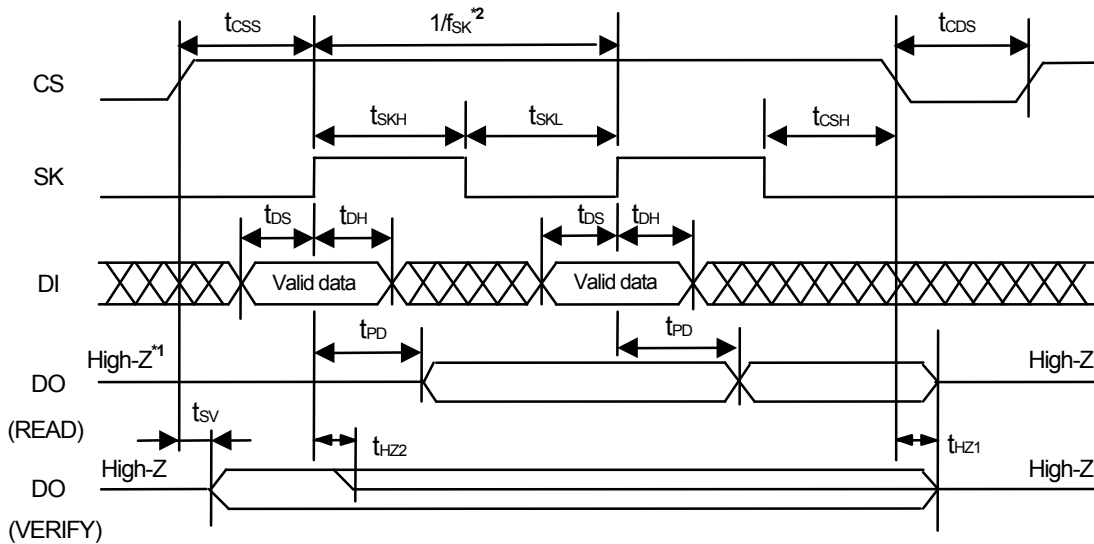 tCSS 1/fSK*2 tCDS
CS
tSKH tSKL tCSH
SK
tDS tDH tDS tDH
DI Valid data Valid data
tPD tPD
High-Z*1 High-Z
DO
(READ)
tSV tHZ2 tHZ1
High-Z High-Z
DO
(VERIFY)